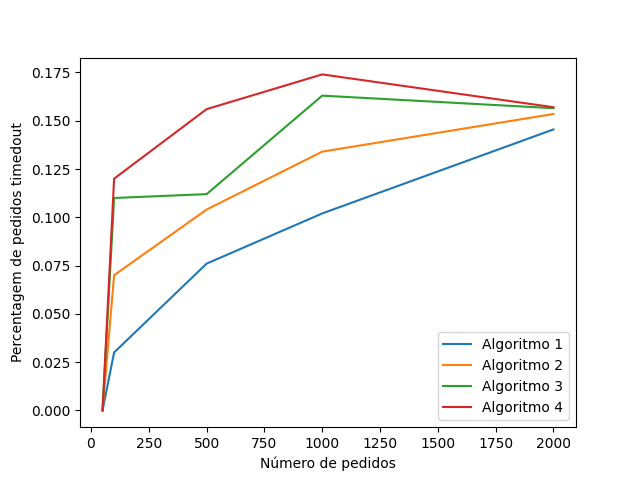 0.175
0.150
0.125
0.100
0.075
0.050
0.025
0.000
Percentagem de pedidos timedout
Algoritmo 1
Algoritmo 2
Algoritmo 3
Algoritmo 4
0 250 500 750 1000 1250 1500 1750 2000
Número de pedidos